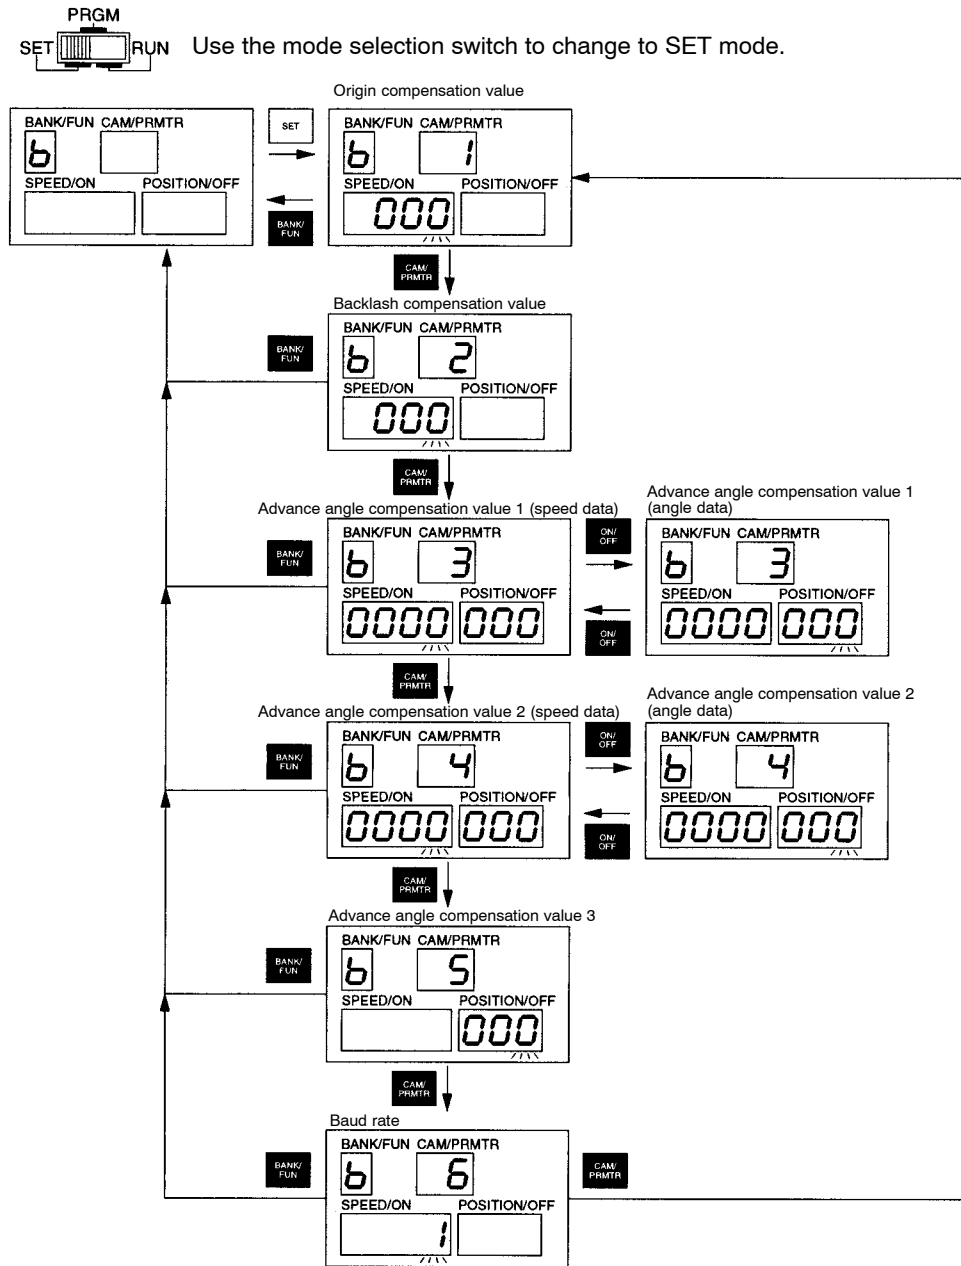 PRGM
SET RUN Use the mode selection switch to change to SET mode.
Origin compensation value
BANK/FUN CAM/PRMTR
b
SPEED/ON POSITION/OFF
SET
BANK/
FUN
BANK/FUN CAM/PRMTR
b 1
SPEED/ON POSITION/OFF
000
CAM/
PRMTR
Backlash compensation value
BANK/
FUN
BANK/FUN CAM/PRMTR
b 2
SPEED/ON POSITION/OFF
000
CAM/
PRMTR
Advance angle compensation value 1 (speed data)
BANK/
FUN
BANK/FUN CAM/PRMTR
b 3
SPEED/ON POSITION/OFF
0000 000
ON/
OFF
ON/
OFF
Advance angle compensation value 1
(angle data)
BANK/FUN CAM/PRMTR
b 3
SPEED/ON POSITION/OFF
0000 000
CAM/
PRMTR
Advance angle compensation value 2 (speed data)
BANK/
FUN
BANK/FUN CAM/PRMTR
b 4
SPEED/ON POSITION/OFF
0000 000
ON/
OFF
ON/
OFF
Advance angle compensation value 2
(angle data)
BANK/FUN CAM/PRMTR
b 4
SPEED/ON POSITION/OFF
0000 000
CAM/
PRMTR
Advance angle compensation value 3
BANK/
FUN
BANK/FUN CAM/PRMTR
b 5
SPEED/ON POSITION/OFF
000
CAM/
PRMTR
Baud rate
BANK/
FUN
BANK/FUN CAM/PRMTR
b 6
SPEED/ON POSITION/OFF
1
CAM/
PRMTR